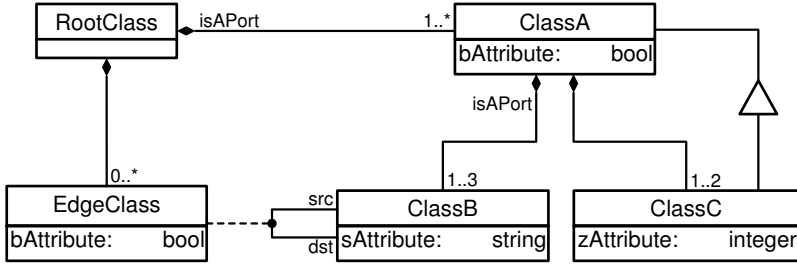 RootClass
isAPort
1..*
ClassA
bAttribute: bool
isAPort
0..*
1..3
1..2
EdgeClass
bAttribute: bool
src
dst
ClassB
sAttribute: string
ClassC
zAttribute: integer